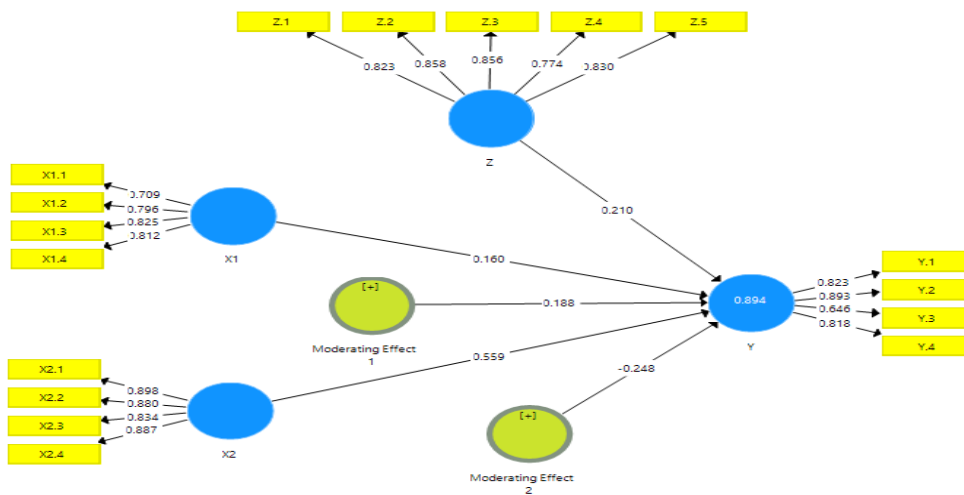 Z.1 Z.2 Z.3 Z.4 Z.5
0.823 0.858 0.856 0.774 0.830
Z
X1.1
X1.2
X1.3
X1.4
0.709
0.796
0.825
0.812
X1
0.210
0.160
[+]
Moderating Effect
1
0.188
0.894
Y
0.823
0.893
0.646
0.818
Y.1
Y.2
Y.3
Y.4
X2.1
X2.2
X2.3
X2.4
0.898
0.880
0.834
0.887
X2
0.559
-0.248
[+]
Moderating Effect
2